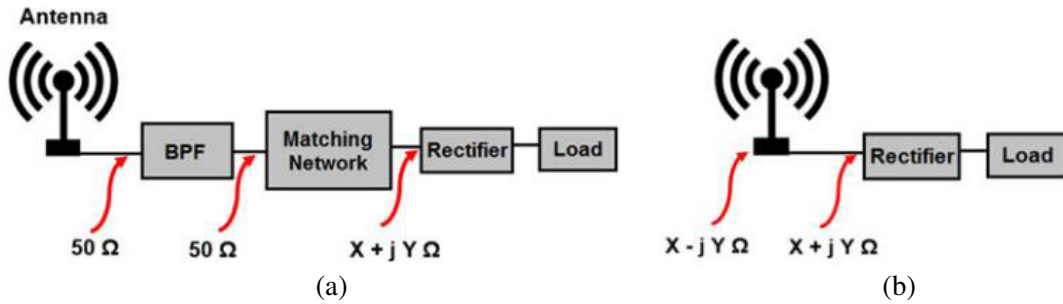 Antenna
BPF
Matching
Network
Rectifier
Load
50 Ω
50 Ω
X + j Y Ω
(a)
Rectifier
Load
X - j Y Ω
X + j Y Ω
(b)